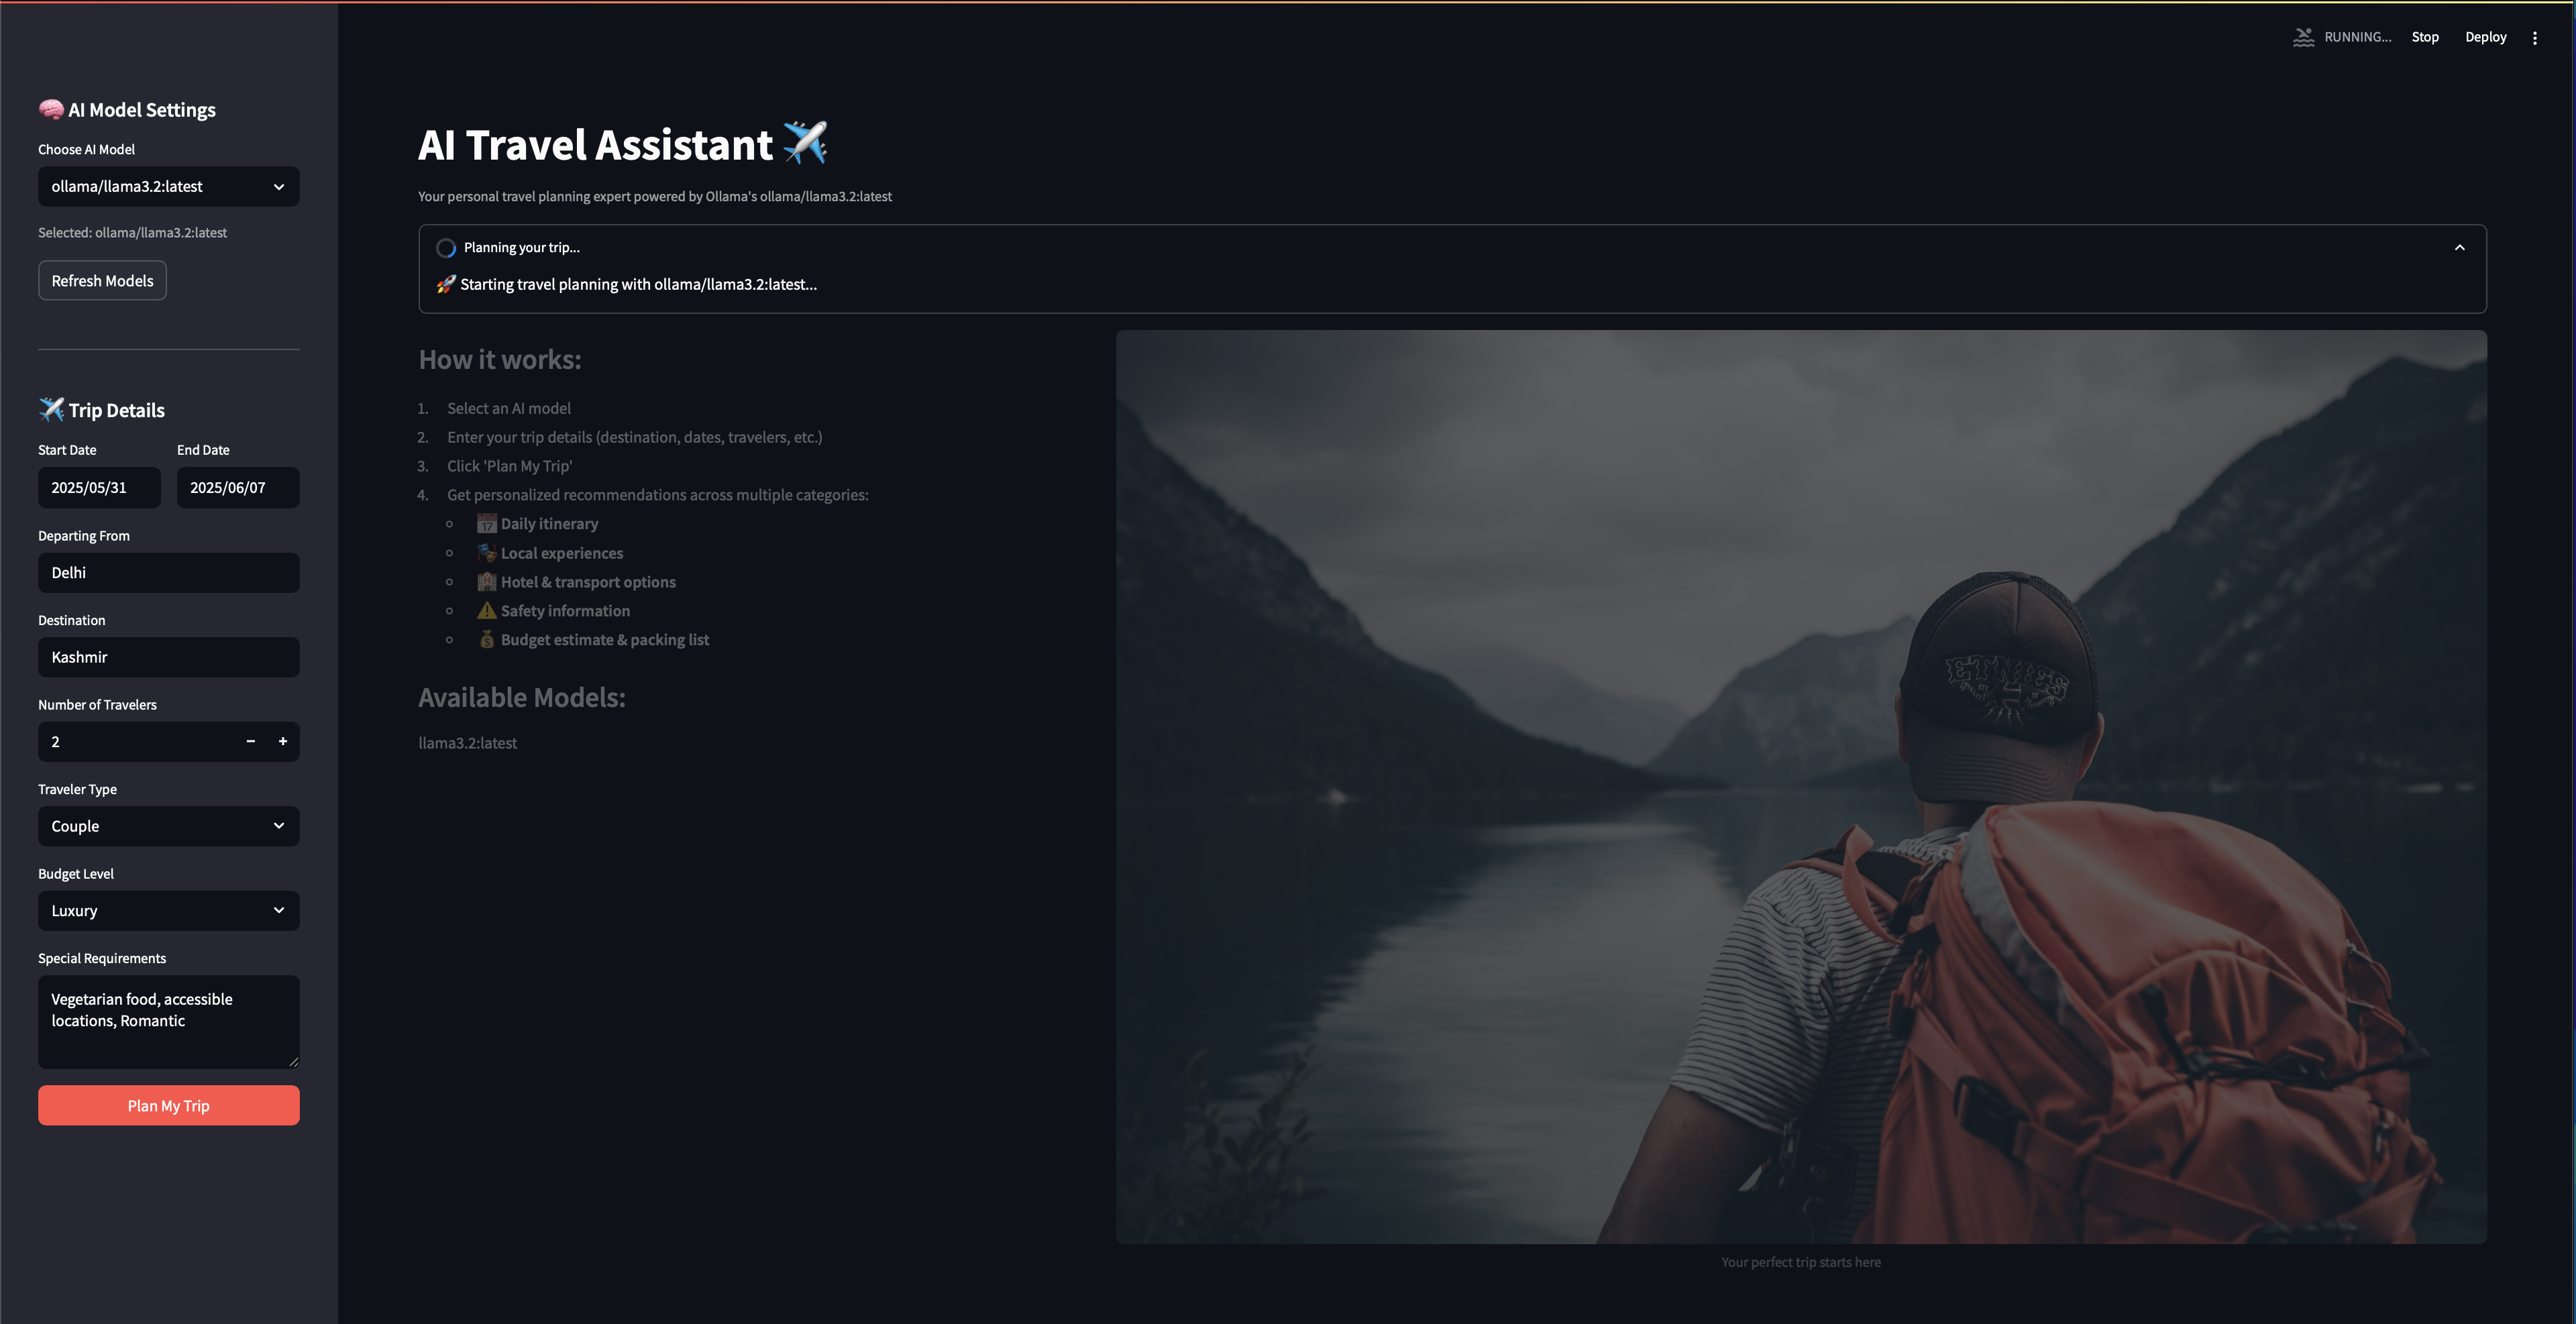 RUNNING...
Stop
Deploy
🧠 AI Model Settings
Choose AI Model
ollama/llama3.2:latest
Selected: ollama/llama3.2:latest
Refresh Models
✈️ Trip Details
Start Date
End Date
2025/05/31
2025/06/07
Departing From
Delhi
Destination
Kashmir
Number of Travelers
2
− +
Traveler Type
Couple
Budget Level
Luxury
Special Requirements
Vegetarian food, accessible
locations, Romantic
Plan My Trip
AI Travel Assistant ✈️
Your personal travel planning expert powered by Ollama's ollama/llama3.2:latest
Planning your trip...
🚀 Starting travel planning with ollama/llama3.2:latest...
How it works:
1. Select an AI model
2. Enter your trip details (destination, dates, travelers, etc.)
3. Click 'Plan My Trip'
4. Get personalized recommendations across multiple categories:
📅 Daily itinerary
🎭 Local experiences
🏨 Hotel & transport options
⚠️ Safety information
💰 Budget estimate & packing list
Available Models:
llama3.2:latest
ETNIES
Your perfect trip starts here